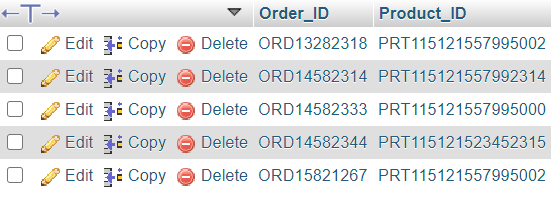 Order_ID Product_ID
Edit Copy Delete ORD13282318 PRT115121557995002
Edit Copy Delete ORD14582314 PRT115121557992314
Edit Copy Delete ORD14582333 PRT115121557995000
Edit Copy Delete ORD14582344 PRT115121523452315
Edit Copy Delete ORD15821267 PRT115121557995002